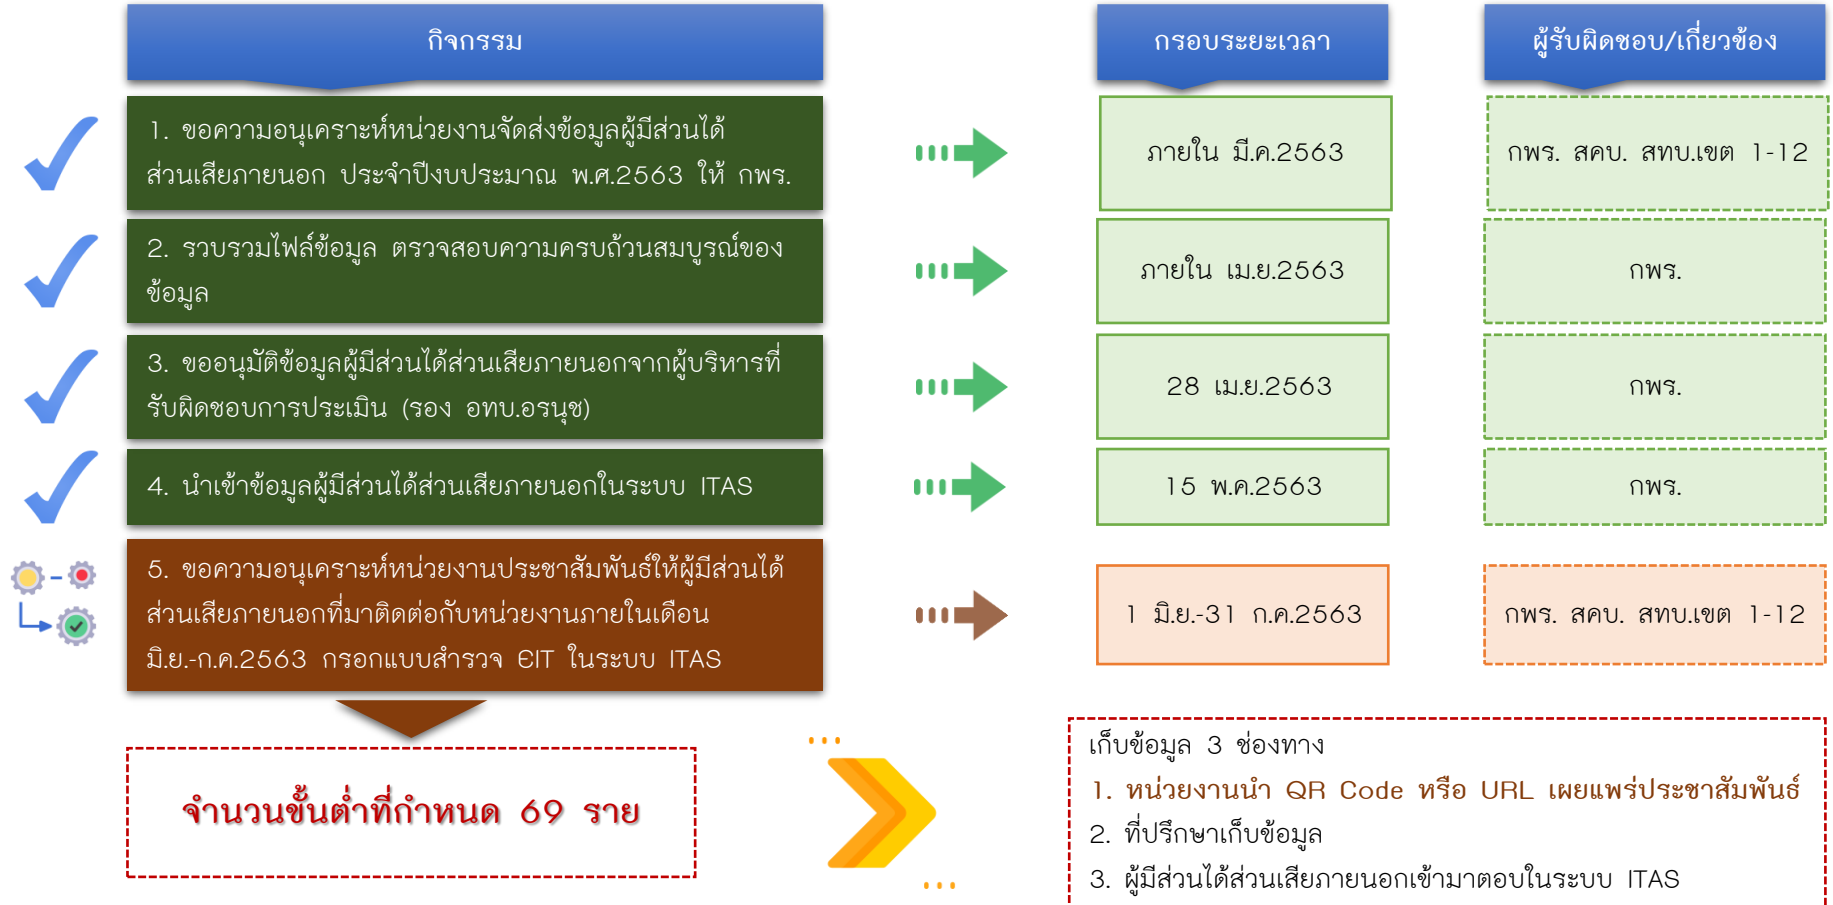 กิจกรรม
กรอบระยะเวลา
ผู้รับผิดชอบ/เกี่ยวข้อง
1. ขอความอนุเคราะห์หน่วยงานจัดส่งข้อมูลผู้มีส่วนได้
ส่วนเสียภายนอก ประจำปีงบประมาณ พ.ศ.2563 ให้ กพร.
ภายใน มี.ค.2563
กพร. สคบ. สทบ.เขต 1-12
2. รวบรวมไฟล์ข้อมูล ตรวจสอบความครบถ้วนสมบูรณ์ของ
ข้อมูล
ภายใน เม.ย.2563
กพร.
3. ขออนุมัติข้อมูลผู้มีส่วนได้ส่วนเสียภายนอกจากผู้บริหารที่
รับผิดชอบการประเมิน (รอง อทบ.อรนุช)
28 เม.ย.2563
กพร.
4. นำเข้าข้อมูลผู้มีส่วนได้ส่วนเสียภายนอกในระบบ ITAS
15 พ.ค.2563
กพร.
5. ขอความอนุเคราะห์หน่วยงานประชาสัมพันธ์ให้ผู้มีส่วนได้
ส่วนเสียภายนอกที่มาติดต่อกับหน่วยงานภายในเดือน
มิ.ย.-ก.ค.2563 กรอกแบบสำรวจ EIT ในระบบ ITAS
1 มิ.ย.-31 ก.ค.2563
กพร. สคบ. สทบ.เขต 1-12
จำนวนขั้นต่ำที่กำหนด 69 ราย
เก็บข้อมูล 3 ช่องทาง
1. หน่วยงานนำ QR Code หรือ URL เผยแพร่ประชาสัมพันธ์
2. ที่ปรึกษาเก็บข้อมูล
3. ผู้มีส่วนได้ส่วนเสียภายนอกเข้ามาตอบในระบบ ITAS